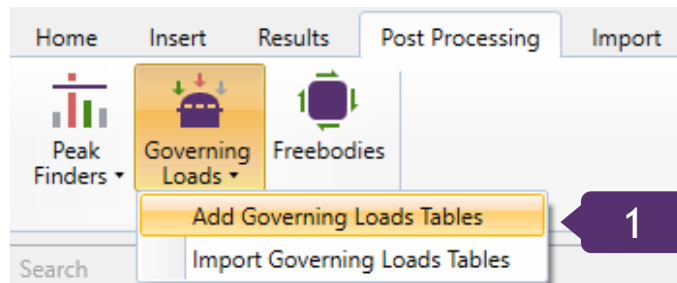 Home Insert Results Post Processing Import
Peak Finders
Governing Loads
Freebodies
Add Governing Loads Tables
1
Import Governing Loads Tables
Search